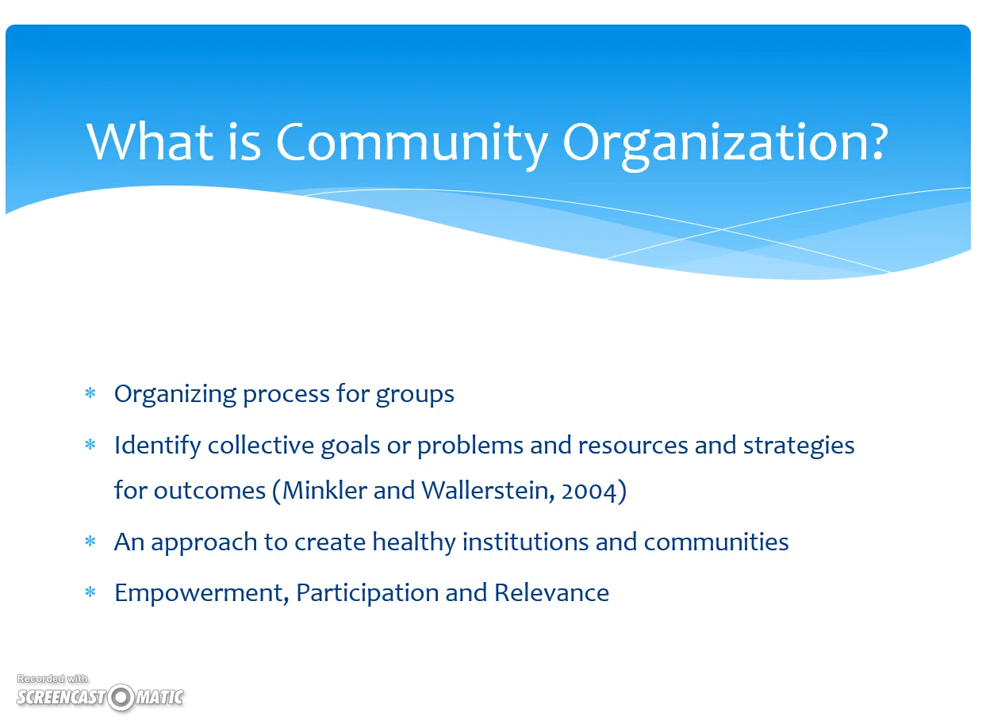 What is Community Organization?
* Organizing process for groups
* Identify collective goals or problems and resources and strategies
for outcomes (Minkler and Wallerstein, 2004)
* An approach to create healthy institutions and communities
* Empowerment, Participation and Relevance
Recorded with
SCREENCAST MATIC